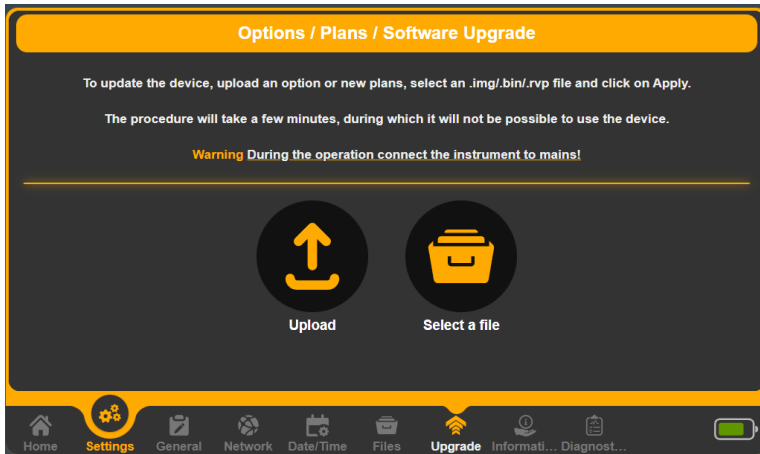 Options / Plans / Software Upgrade
To update the device, upload an option or new plans, select an .img/.bin/.rvp file and click on Apply.
The procedure will take a few minutes, during which it will not be possible to use the device.
Warning During the operation connect the instrument to mains!
Upload
Select a file
Home
Settings
General
Network
Date/Time
Files
Upgrade
Informati...
Diagnost...